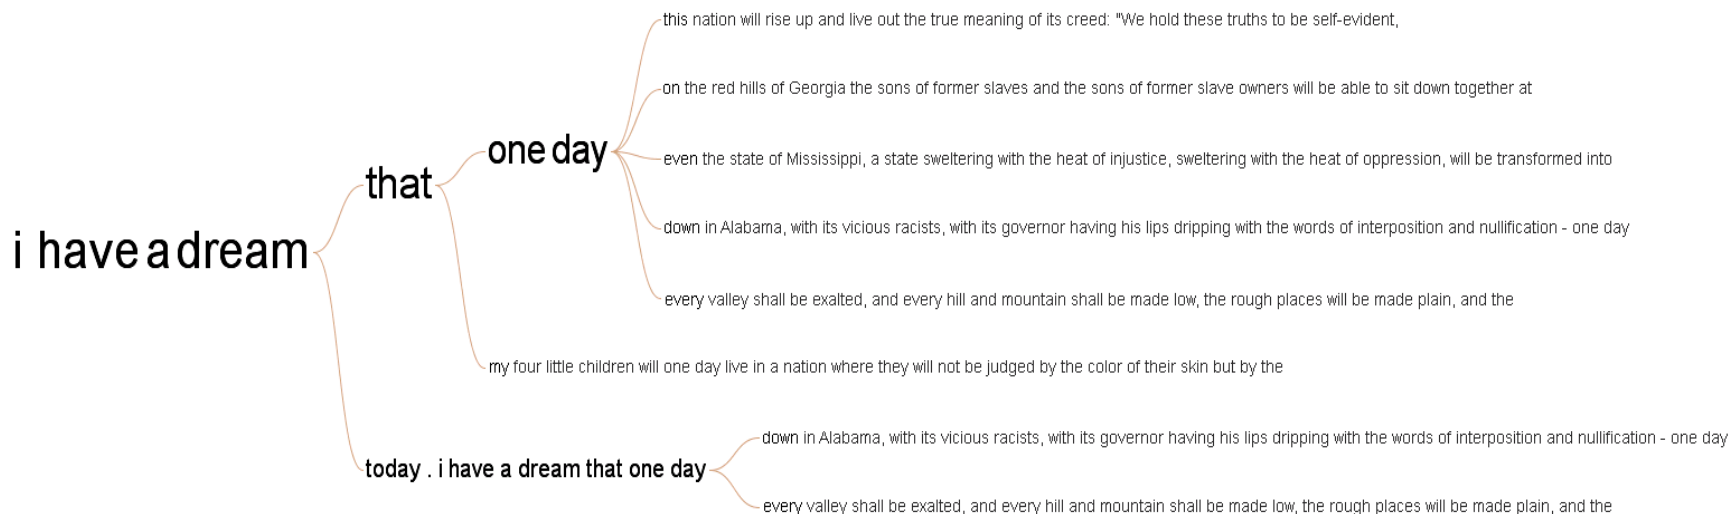 i have a dream
that
one day
this nation will rise up and live out the true meaning of its creed: "We hold these truths to be self-evident,
on the red hills of Georgia the sons of former slaves and the sons of former slave owners will be able to sit down together at
even the state of Mississippi, a state sweltering with the heat of injustice, sweltering with the heat of oppression, will be transformed into
down in Alabama, with its vicious racists, with its governor having his lips dripping with the words of interposition and nullification - one day
every valley shall be exalted, and every hill and mountain shall be made low, the rough places will be made plain, and the
my four little children will one day live in a nation where they will not be judged by the color of their skin but by the
today . i have a dream that one day
down in Alabama, with its vicious racists, with its governor having his lips dripping with the words of interposition and nullification - one day
every valley shall be exalted, and every hill and mountain shall be made low, the rough places will be made plain, and the